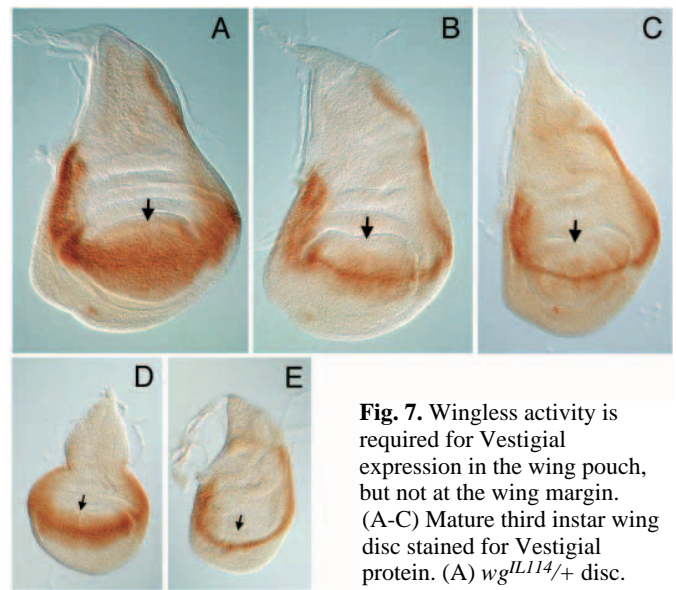 A
B
C
D
E
Fig. 7. Wingless activity is
required for Vestigial
expression in the wing pouch,
but not at the wing margin.
(A-C) Mature third instar wing
disc stained for Vestigial
protein. (A) wgIL114/+ disc.